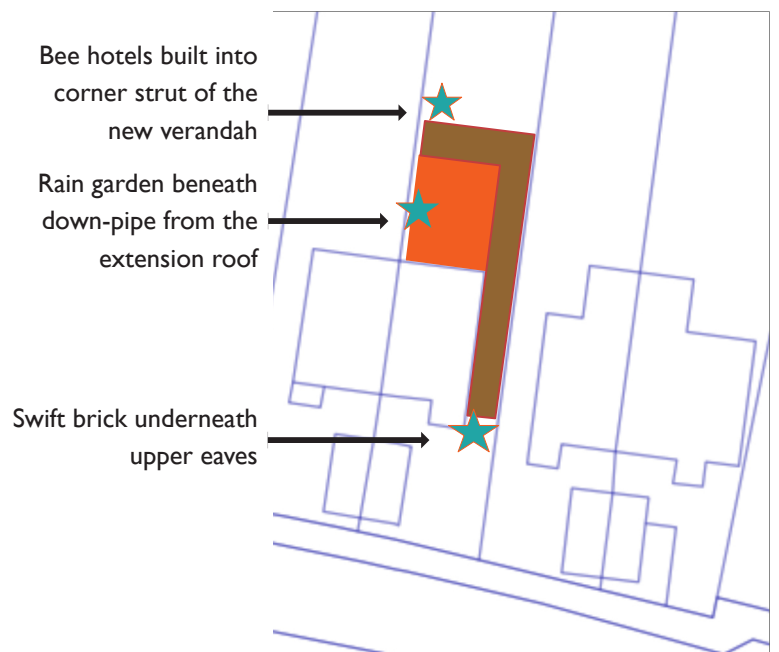 Bee hotels built into
corner strut of the
new verandah
Rain garden beneath
down-pipe from the
extension roof
Swift brick underneath
upper eaves